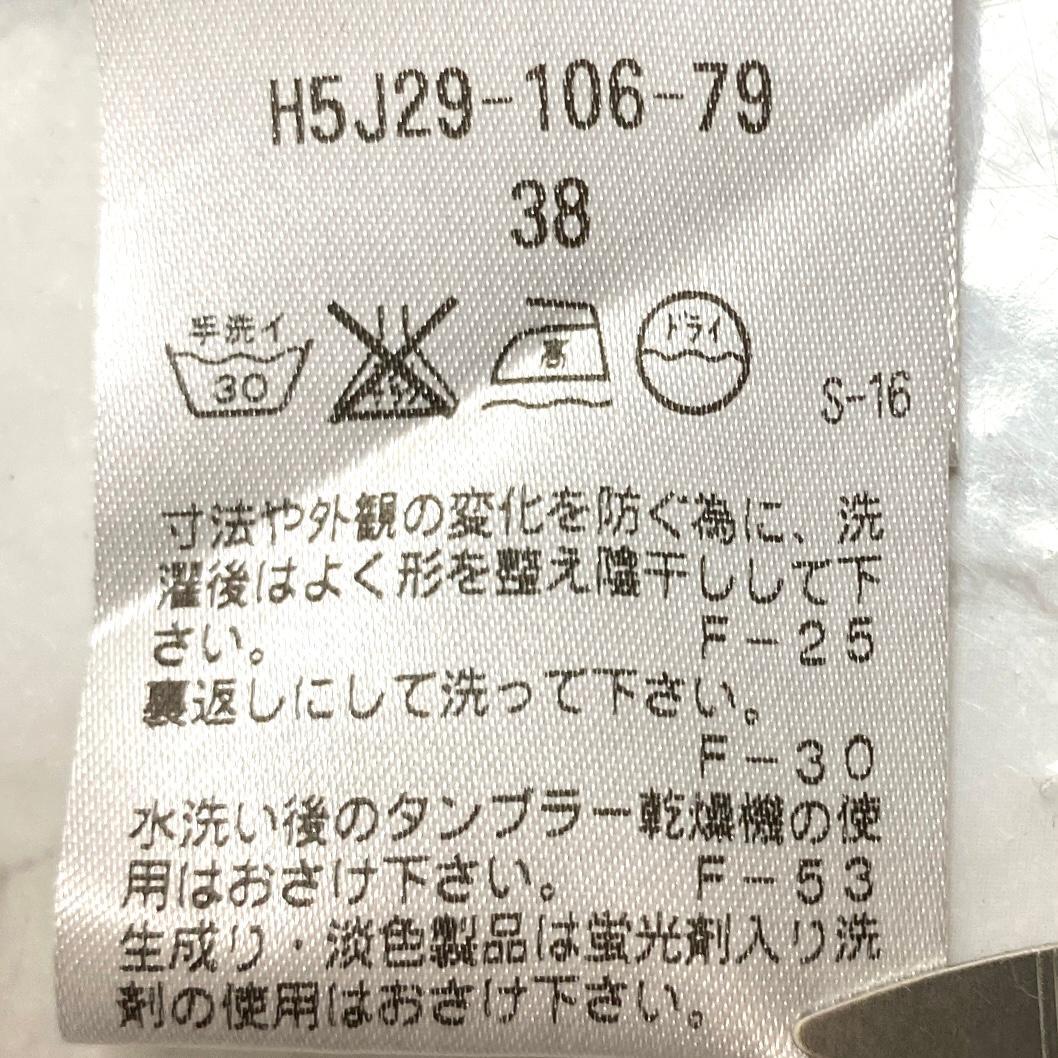 H5J29-106-79
38
手洗イ
30
エンソ
高
ドライ
S-16
寸法や外観の変化を防ぐ為に、洗
濯後はよく形を整え陰干しして下
さい。 F-25
裏返しにして洗って下さい。
F-30
水洗い後のタンブラー乾燥機の使
用はおさけ下さい。 F-53
生成り・淡色製品は蛍光剤入り洗
剤の使用はおさけ下さい。